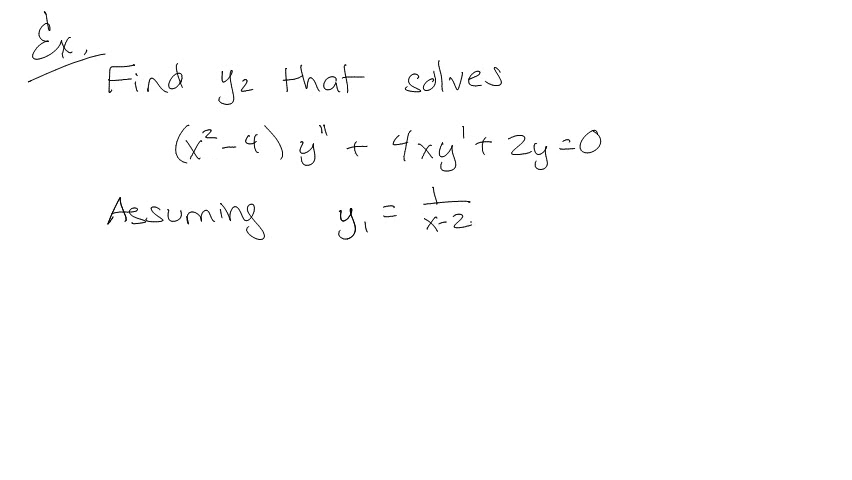 Ex.
Find y₂ that solves
(x²-4) y" + 4xy' + 2y = 0
Assuming y₁ = 1/(x-2)